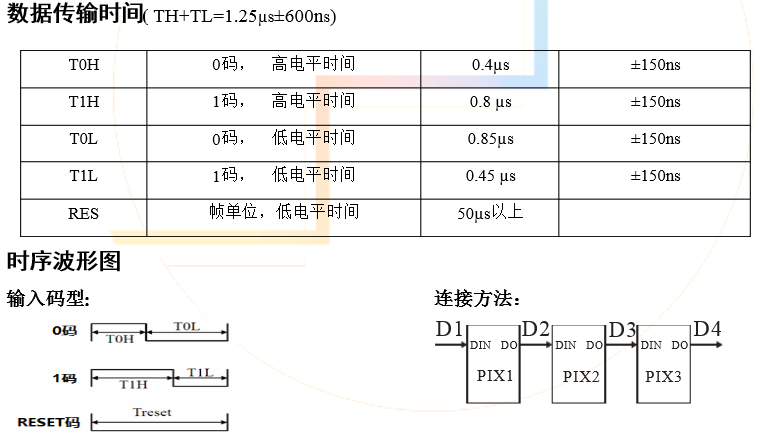 数据传输时间( TH+TL=1.25µs±600ns)
T0H 0码， 高电平时间 0.4µs ±150ns
T1H 1码， 高电平时间 0.8 µs ±150ns
T0L 0码， 低电平时间 0.85µs ±150ns
T1L 1码， 低电平时间 0.45 µs ±150ns
RES 帧单位，低电平时间 50µs以上
时序波形图
输入码型:
0码 T0H T0L
1码 T1H T1L
RESET码 Treset
连接方法：
D1 D2 D3 D4
DIN DO DIN DO DIN DO
PIX1 PIX2 PIX3